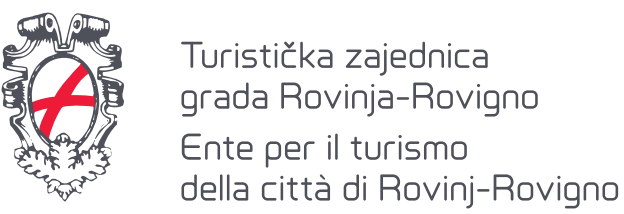 Turistička zajednica
grada Rovinja-Rovigno
Ente per il turismo
della città di Rovinj-Rovigno